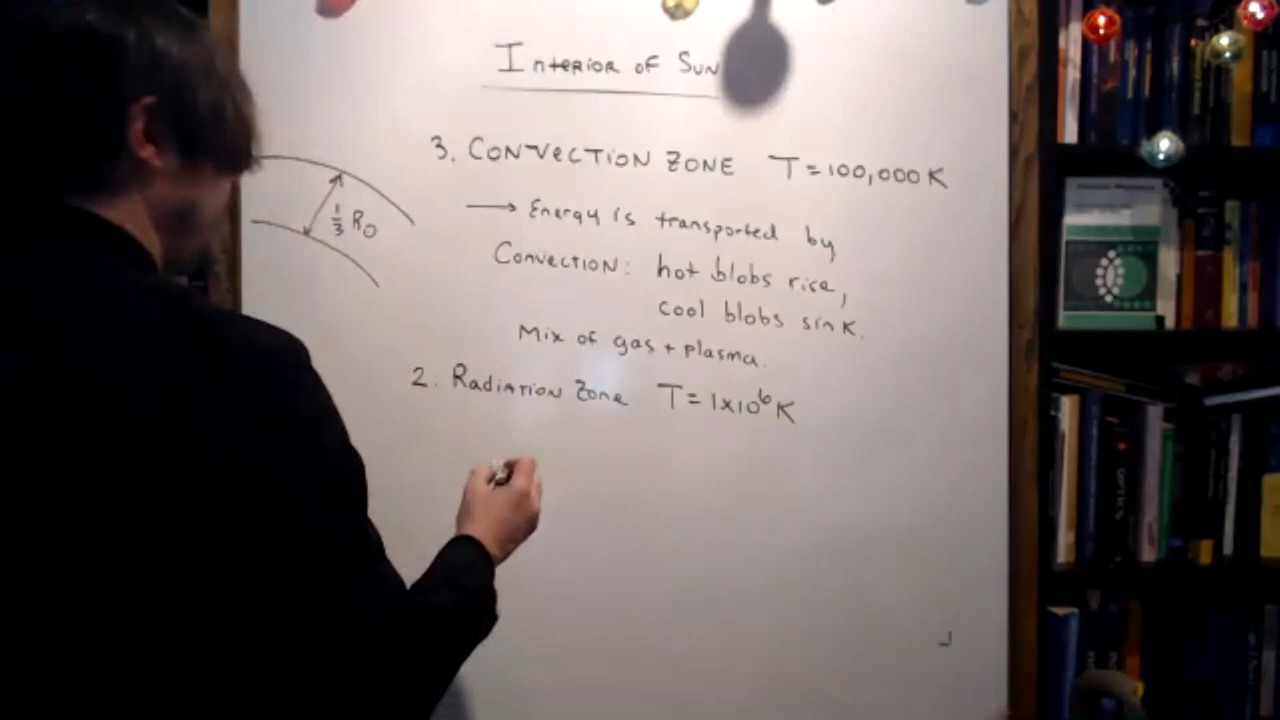 Interior of Sun
3. Convection Zone T = 100,000 K
1/3 R⊙
→ Energy is transported by
Convection: hot blobs rise,
cool blobs sink.
Mix of gas + plasma.
2. Radiation Zone T = 1x10⁶ K
OPTICS